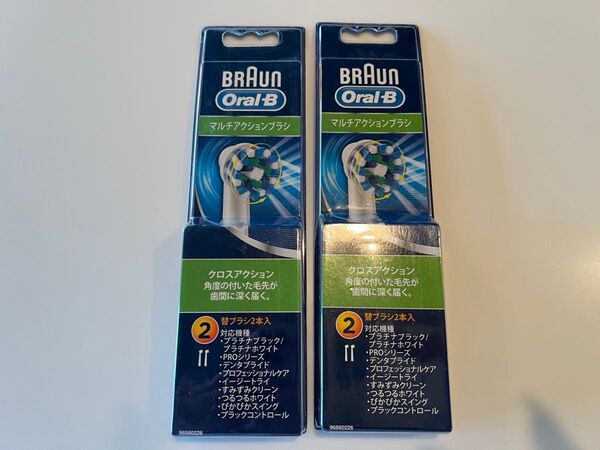 BRAUN
Oral-B
マルチアクションブラシ
クロスアクション
角度の付いた毛先が
歯間に深く届く。
2
替ブラシ2本入
対応機種
・プラチナブラック/
プラチナホワイト
・PROシリーズ
・デンタプライド
・プロフェッショナルケア
・イージートライ
・すみずみクリーン
・つるつるホワイト
・ぴかぴかスイング
・プラックコントロール
96880226
BRAUN
Oral-B
マルチアクションブラシ
クロスアクション
角度の付いた毛先が
歯間に深く届く。
2
替ブラシ2本入
対応機種
・プラチナブラック/
プラチナホワイト
・PROシリーズ
・デンタプライド
・プロフェッショナルケア
・イージートライ
・すみずみクリーン
・つるつるホワイト
・ぴかぴかスイング
・プラックコントロール
96880226